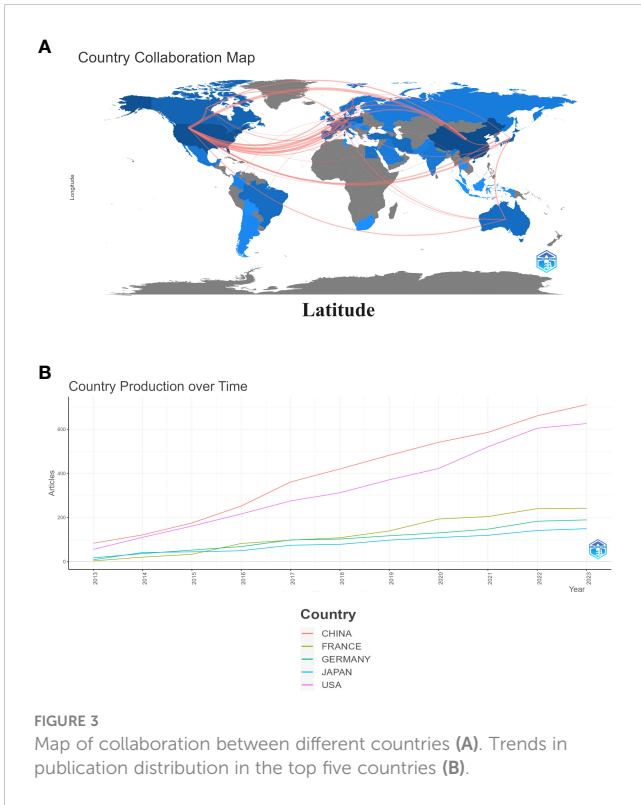 A
Country Collaboration Map
Longitude
Latitude
B
Country Production over Time
Articles
600
400
200
0
2013
2014
2015
2016
2017
2018
2019
2020
2021
2022
2023
Year
Country
CHINA
FRANCE
GERMANY
JAPAN
USA
FIGURE 3
Map of collaboration between different countries (A). Trends in
publication distribution in the top five countries (B).